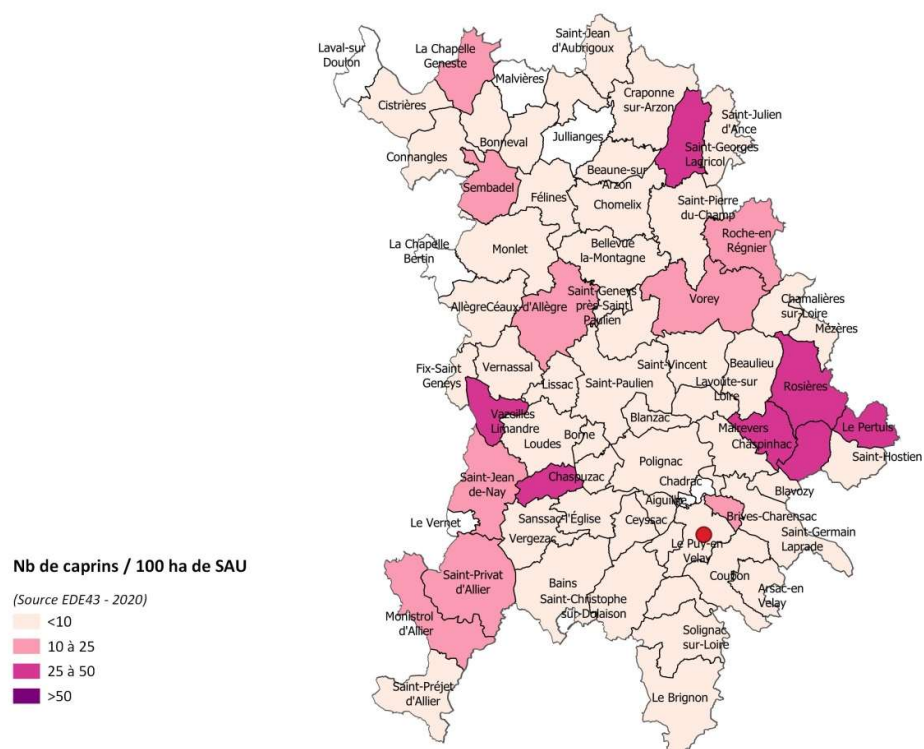 Saint-Jean
d'Aubrigoux
Laval-sur
Doulon
La Chapelle
Geneste
Malvières
Cistrières
Craponne
sur-Arzon
Saint-Julien
d'Ance
Bonneval
Jullianges
Connangles
Saint-Georges
Lagricol
Beaune-sur
Arzon
Sembadel
Félines
Chomelix
Saint-Pierre
du-Champ
Roche-en
Régnier
La Chapelle
Bertin
Monlet
Bellevue
la-Montagne
Allègre
Céaux-d'Allègre
Saint-Geneys
près-Saint
Paulien
Vorey
Chamalières
sur-Loire
Mézères
Fix-Saint
Geneys
Vernassal
Lissac
Saint-Paulien
Saint-Vincent
Beaulieu
Lavoûte-sur
Loire
Rosières
Vazeilles
Limandre
Loudes
Borne
Blanzac
Malrevers
Chaspinhac
Le Pertuis
Saint-Hostien
Polignac
Saint-Jean
de-Nay
Chaspuzac
Chadrac
Aiguilhe
Blavozy
Le Vernet
Sanssac-l'Église
Ceyssac
Brives-Charensac
Vergezac
Le Puy-en
Velay
Saint-Germain
Laprade
Nb de caprins / 100 ha de SAU
(Source EDE43 - 2020)
<10
10 à 25
25 à 50
>50
Saint-Privat
d'Allier
Bains
Saint-Christophe
sur-Dolaison
Coubon
Arsac-en
Velay
Monistrol
d'Allier
Solignac
sur-Loire
Saint-Préjet
d'Allier
Le Brignon